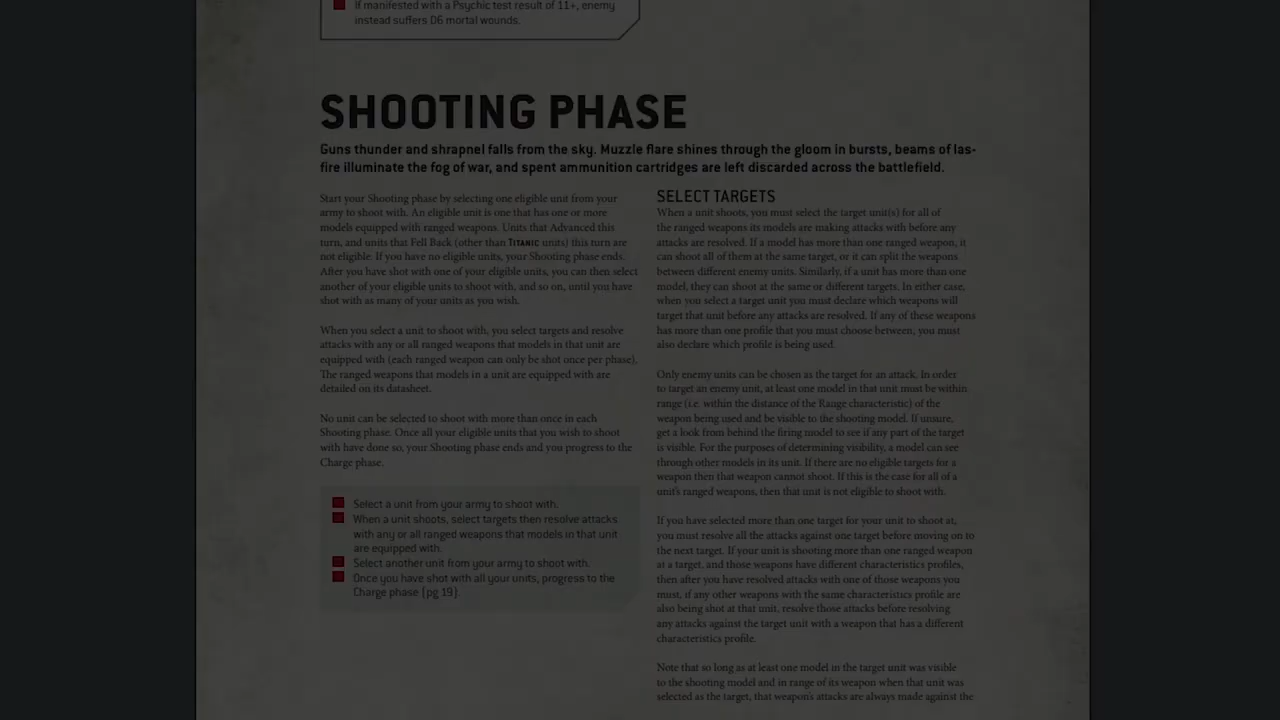 If manifested with a Psychic test result of 11+, enemy
instead suffers D6 mortal wounds.
SHOOTING PHASE
Guns thunder and shrapnel falls from the sky. Muzzle flare shines through the gloom in bursts, beams of las-
fire illuminate the fog of war, and spent ammunition cartridges are left discarded across the battlefield.
Start your Shooting phase by selecting one eligible unit from your
army to shoot with. An eligible unit is one that has one or more
models equipped with ranged weapons. Units that Advanced this
turn, and units that Fell Back (other than TITANIC units) this turn are
not eligible. If you have no eligible units, your Shooting phase ends.
After you have shot with one of your eligible units, you can then select
another of your eligible units to shoot with, and so on, until you have
shot with as many of your units as you wish.
When you select a unit to shoot with, you select targets and resolve
attacks with any or all ranged weapons that models in that unit are
equipped with (each ranged weapon can only be shot once per phase).
The ranged weapons that models in a unit are equipped with are
detailed on its datasheet.
No unit can be selected to shoot with more than once in each
Shooting phase. Once all your eligible units that you wish to shoot
with have done so, your Shooting phase ends and you progress to the
Charge phase.
Select a unit from your army to shoot with.
When a unit shoots, select targets then resolve attacks
with any or all ranged weapons that models in that unit
are equipped with.
Select another unit from your army to shoot with.
Once you have shot with all your units, progress to the
Charge phase (pg 19).
SELECT TARGETS
When a unit shoots, you must select the target unit(s) for all of
the ranged weapons its models are making attacks with before any
attacks are resolved. If a model has more than one ranged weapon, it
can shoot all of them at the same target, or it can split the weapons
between different enemy units. Similarly, if a unit has more than one
model, they can shoot at the same or different targets. In either case,
when you select a target unit you must declare which weapons will
target that unit before any attacks are resolved. If any of these weapons
has more than one profile that you must choose between, you must
also declare which profile is being used.
Only enemy units can be chosen as the target for an attack. In order
to target an enemy unit, at least one model in that unit must be within
range (i.e. within the distance of the Range characteristic) of the
weapon being used and be visible to the shooting model. If unsure,
get a look from behind the firing model to see if any part of the target
is visible. For the purposes of determining visibility, a model can see
through other models in its unit. If there are no eligible targets for a
weapon then that weapon cannot shoot. If this is the case for all of a
unit's ranged weapons, then that unit is not eligible to shoot with.
If you have selected more than one target for your unit to shoot at,
you must resolve all the attacks against one target before moving on to
the next target. If your unit is shooting more than one ranged weapon
at a target, and those weapons have different characteristics profiles,
then after you have resolved attacks with one of those weapons you
must, if any other weapons with the same characteristics profile are
also being shot at that unit, resolve those attacks before resolving
any attacks against the target unit with a weapon that has a different
characteristics profile.
Note that so long as at least one model in the target unit was visible
to the shooting model and in range of its weapon when that unit was
selected as the target, that weapon's attacks are always made against the